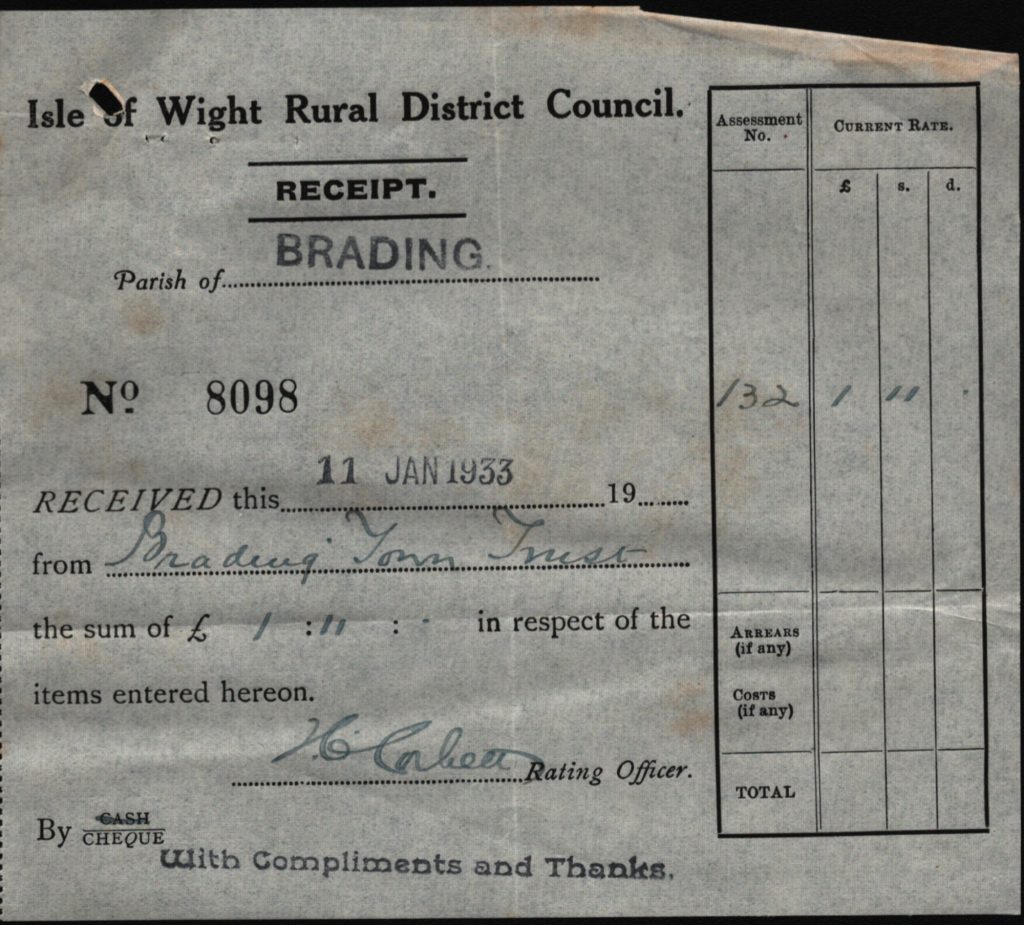 Isle of Wight Rural District Council.
RECEIPT.
BRADING.
Parish of
Nº 8098
11 JAN 1933
RECEIVED this 19
from Brading Town Trust
the sum of £ 1 : 11 : · in respect of the
items entered hereon.
H. Corbett Rating Officer.
By CASH
CHEQUE
With Compliments and Thanks.
Assessment No. CURRENT RATE.
£ s. d.
132 1 11 ·
ARREARS
(if any)
COSTS
(if any)
TOTAL